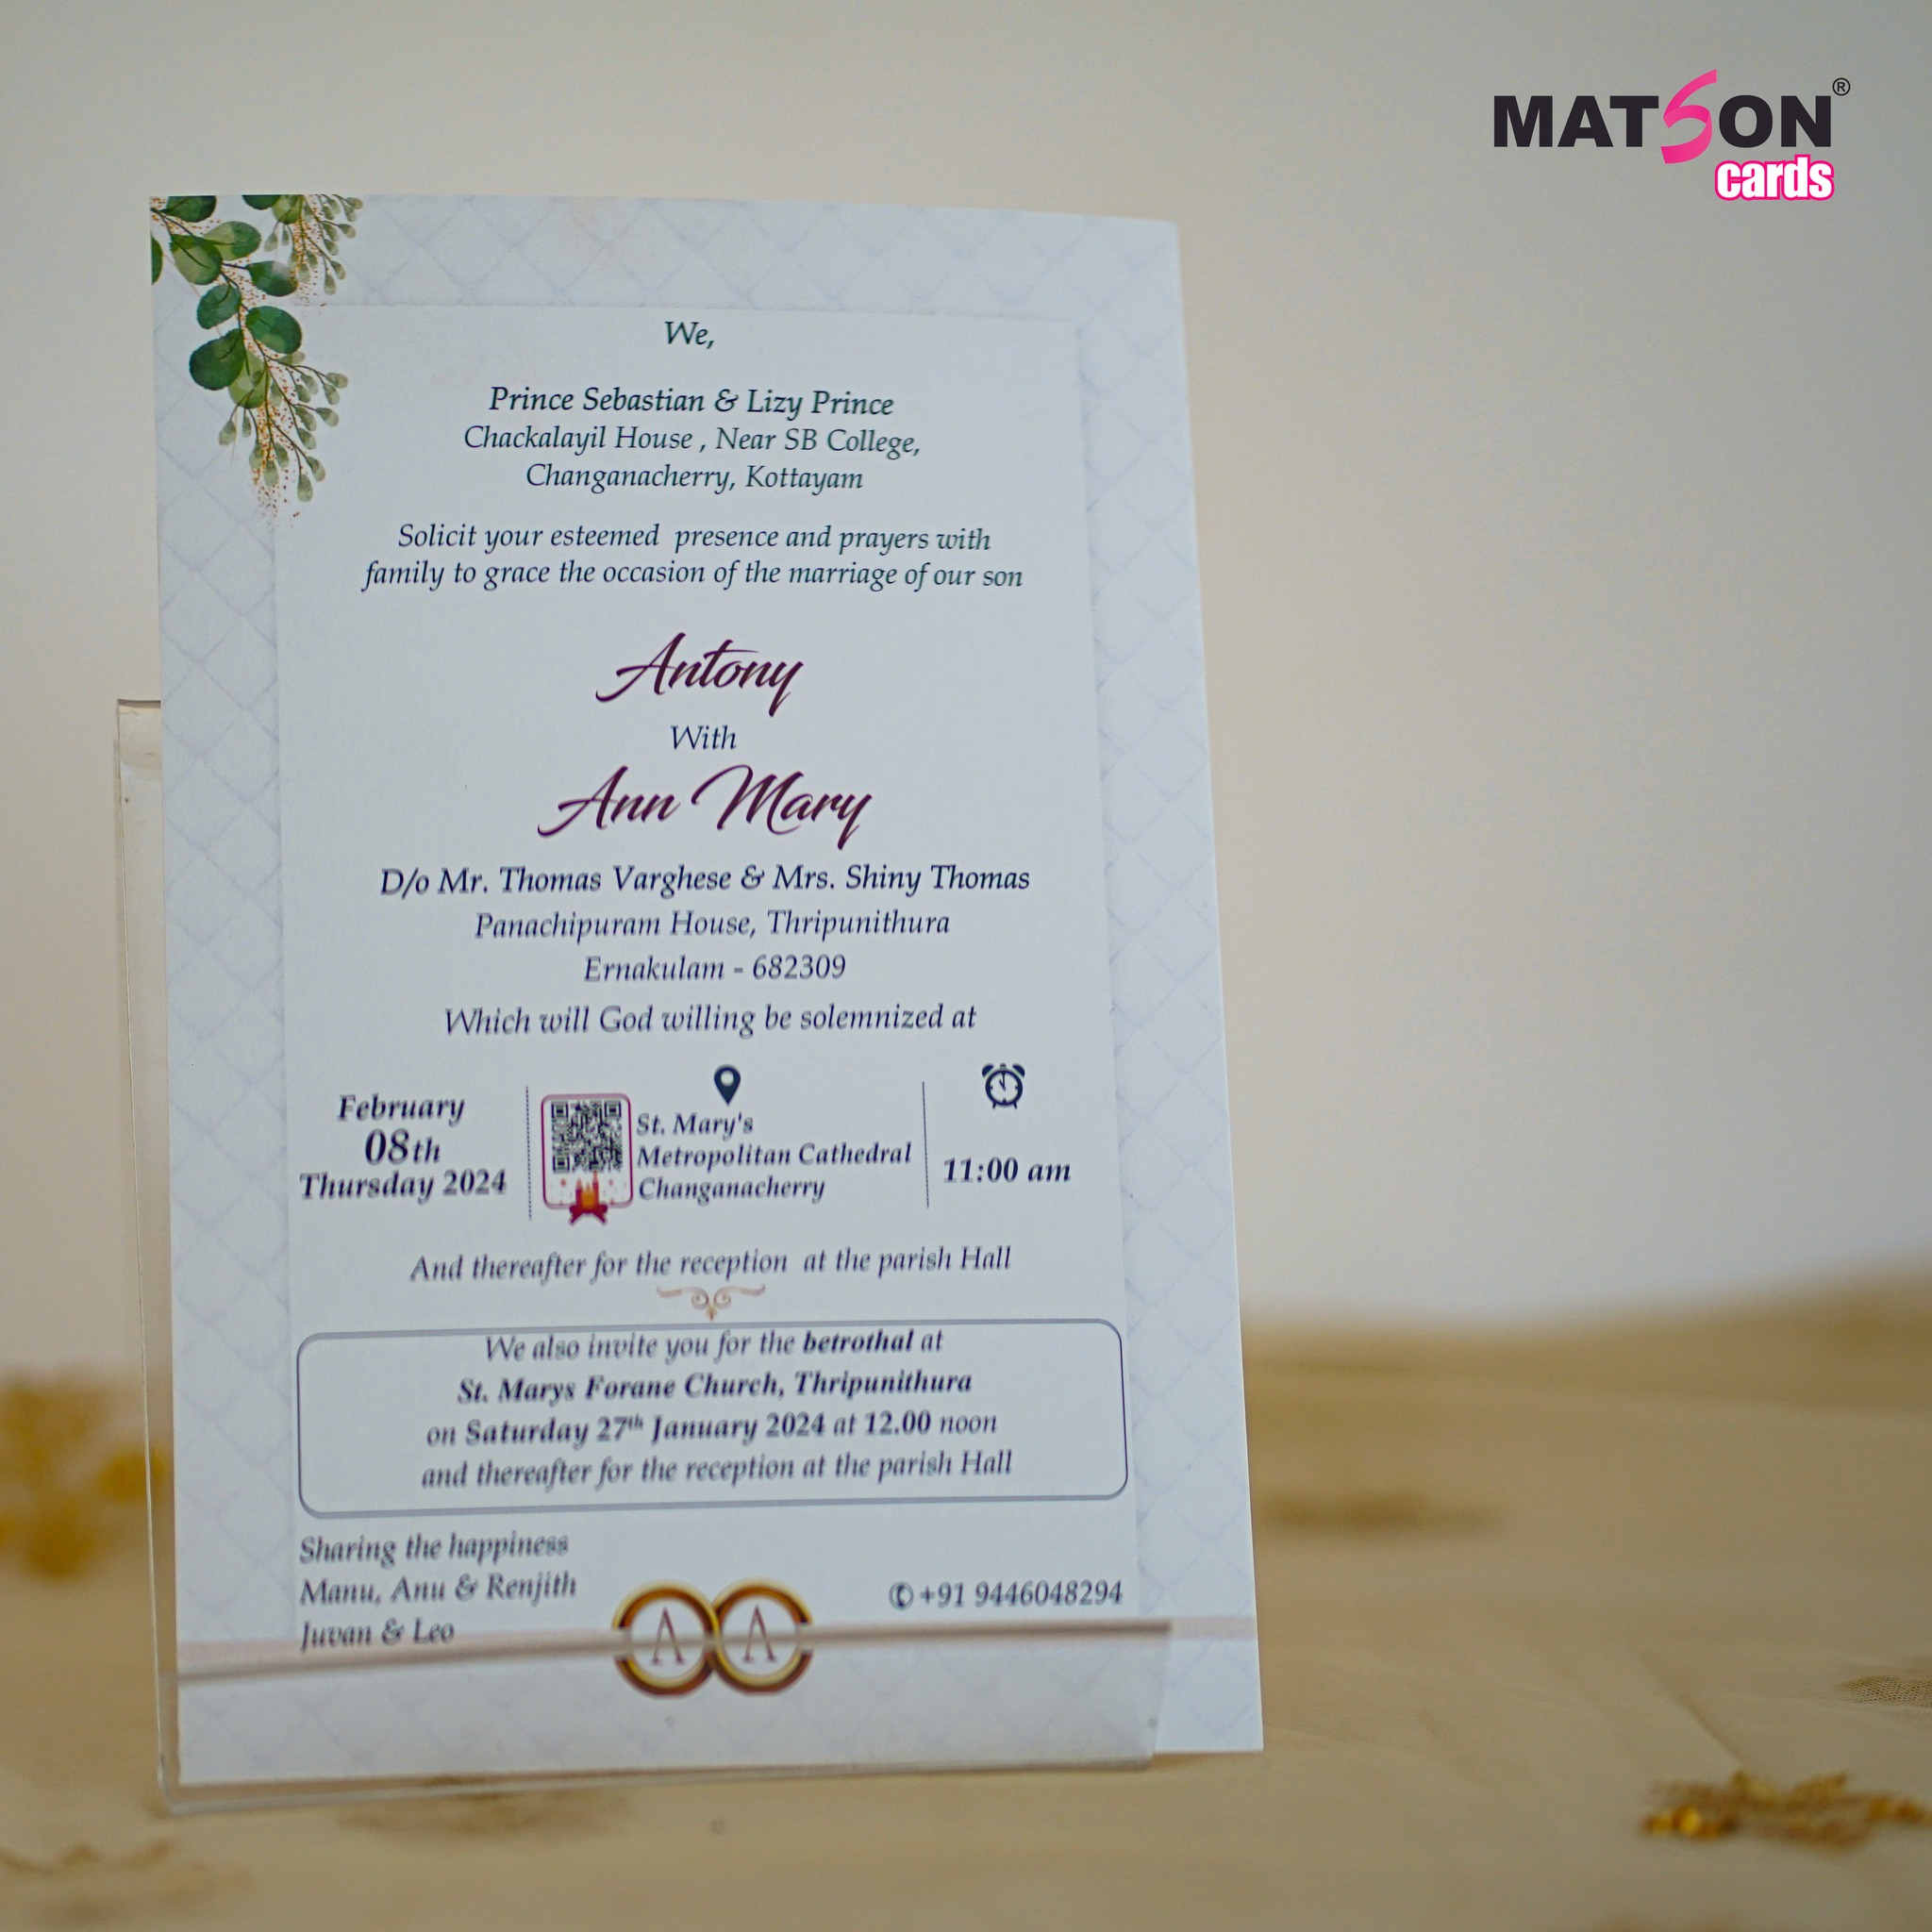 MATSON®
cards
We,
Prince Sebastian & Lizy Prince
Chackalayil House , Near SB College,
Changanacherry, Kottayam
Solicit your esteemed presence and prayers with
family to grace the occasion of the marriage of our son
Antony
With
Ann Mary
D/o Mr. Thomas Varghese & Mrs. Shiny Thomas
Panachipuram House, Thripunithura
Ernakulam - 682309
Which will God willing be solemnized at
February
08th
Thursday 2024
St. Mary's
Metropolitan Cathedral
Changanacherry
11:00 am
And thereafter for the reception at the parish Hall
We also invite you for the betrothal at
St. Marys Forane Church, Thripunithura
on Saturday 27th January 2024 at 12.00 noon
and thereafter for the reception at the parish Hall
Sharing the happiness
Manu, Anu & Renjith
Juvan & Leo
✆+91 9446048294
A A